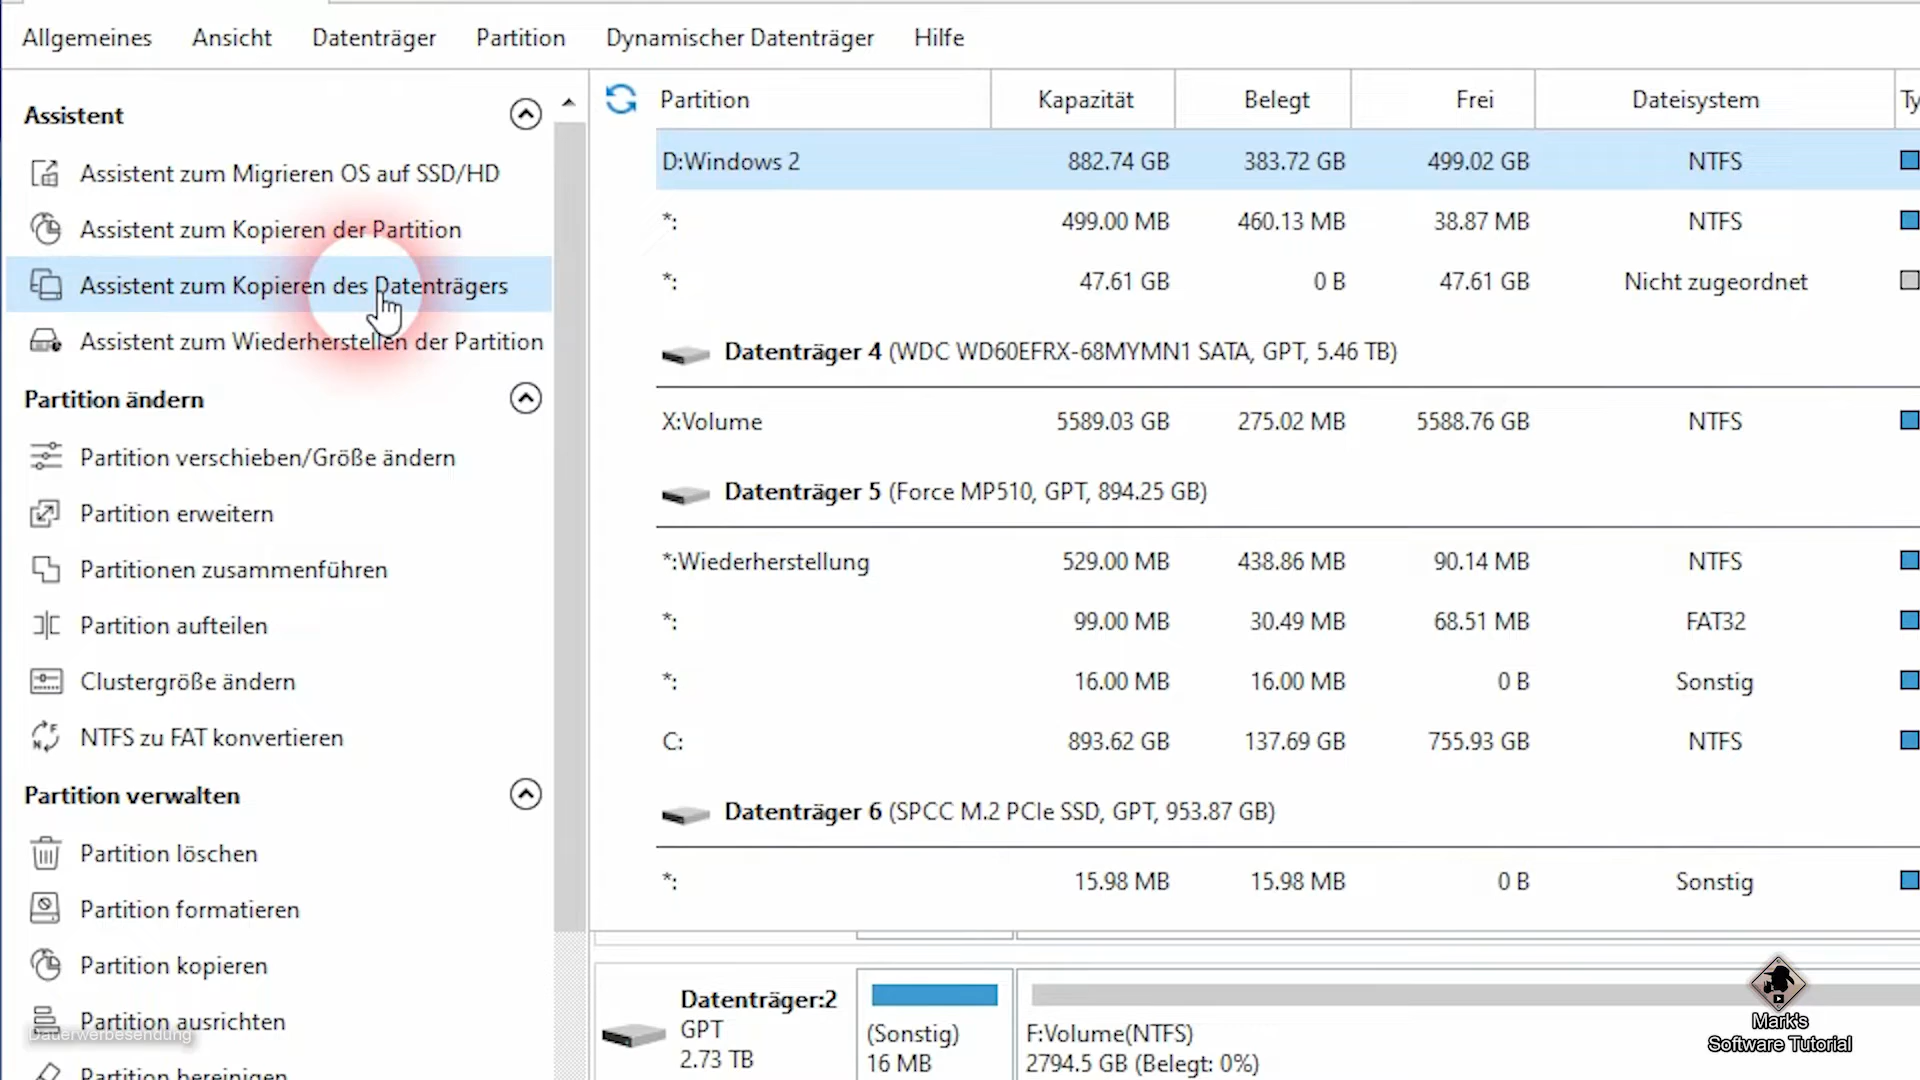 Allgemeines Ansicht Datenträger Partition Dynamischer Datenträger Hilfe
Assistent
Assistent zum Migrieren OS auf SSD/HD
Assistent zum Kopieren der Partition
Assistent zum Kopieren des Datenträgers
Assistent zum Wiederherstellen der Partition
Partition ändern
Partition verschieben/Größe ändern
Partition erweitern
Partitionen zusammenführen
Partition aufteilen
Clustergröße ändern
NTFS zu FAT konvertieren
Partition verwalten
Partition löschen
Partition formatieren
Partition kopieren
Partition ausrichten
Dauerwerbesendung
Partition bereinigen
Partition Kapazität Belegt Frei Dateisystem Ty
D:Windows 2 882.74 GB 383.72 GB 499.02 GB NTFS
*: 499.00 MB 460.13 MB 38.87 MB NTFS
*: 47.61 GB 0 B 47.61 GB Nicht zugeordnet
Datenträger 4 (WDC WD60EFRX-68MYMN1 SATA, GPT, 5.46 TB)
X:Volume 5589.03 GB 275.02 MB 5588.76 GB NTFS
Datenträger 5 (Force MP510, GPT, 894.25 GB)
*:Wiederherstellung 529.00 MB 438.86 MB 90.14 MB NTFS
*: 99.00 MB 30.49 MB 68.51 MB FAT32
*: 16.00 MB 16.00 MB 0 B Sonstig
C: 893.62 GB 137.69 GB 755.93 GB NTFS
Datenträger 6 (SPCC M.2 PCIe SSD, GPT, 953.87 GB)
*: 15.98 MB 15.98 MB 0 B Sonstig
Datenträger:2
GPT
2.73 TB
(Sonstig)
16 MB
F:Volume(NTFS)
2794.5 GB (Belegt: 0%)
Mark's
Software Tutorial